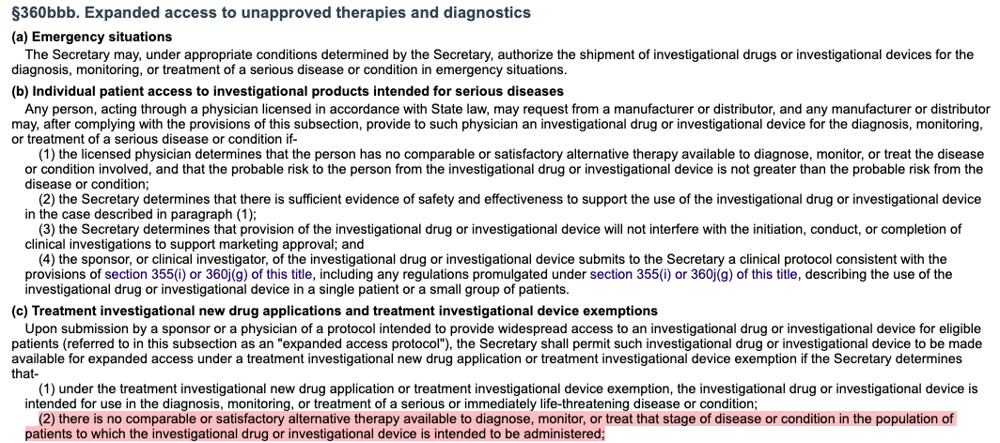 §360bbb. Expanded access to unapproved therapies and diagnostics
(a) Emergency situations
The Secretary may, under appropriate conditions determined by the Secretary, authorize the shipment of investigational drugs or investigational devices for the
diagnosis, monitoring, or treatment of a serious disease or condition in emergency situations.
(b) Individual patient access to investigational products intended for serious diseases
Any person, acting through a physician licensed in accordance with State law, may request from a manufacturer or distributor, and any manufacturer or distributor
may, after complying with the provisions of this subsection, provide to such physician an investigational drug or investigational device for the diagnosis, monitoring,
or treatment of a serious disease or condition if-
(1) the licensed physician determines that the person has no comparable or satisfactory alternative therapy available to diagnose, monitor, or treat the disease
or condition involved, and that the probable risk to the person from the investigational drug or investigational device is not greater than the probable risk from the
disease or condition;
(2) the Secretary determines that there is sufficient evidence of safety and effectiveness to support the use of the investigational drug or investigational device
in the case described in paragraph (1);
(3) the Secretary determines that provision of the investigational drug or investigational device will not interfere with the initiation, conduct, or completion of
clinical investigations to support marketing approval; and
(4) the sponsor, or clinical investigator, of the investigational drug or investigational device submits to the Secretary a clinical protocol consistent with the
provisions of section 355(i) or 360j(g) of this title, including any regulations promulgated under section 355(i) or 360j(g) of this title, describing the use of the
investigational drug or investigational device in a single patient or a small group of patients.
(c) Treatment investigational new drug applications and treatment investigational device exemptions
Upon submission by a sponsor or a physician of a protocol intended to provide widespread access to an investigational drug or investigational device for eligible
patients (referred to in this subsection as an "expanded access protocol"), the Secretary shall permit such investigational drug or investigational device to be made
available for expanded access under a treatment investigational new drug application or treatment investigational device exemption if the Secretary determines
that-
(1) under the treatment investigational new drug application or treatment investigational device exemption, the investigational drug or investigational device is
intended for use in the diagnosis, monitoring, or treatment of a serious or immediately life-threatening disease or condition;
(2) there is no comparable or satisfactory alternative therapy available to diagnose, monitor, or treat that stage of disease or condition in the population of
patients to which the investigational drug or investigational device is intended to be administered;